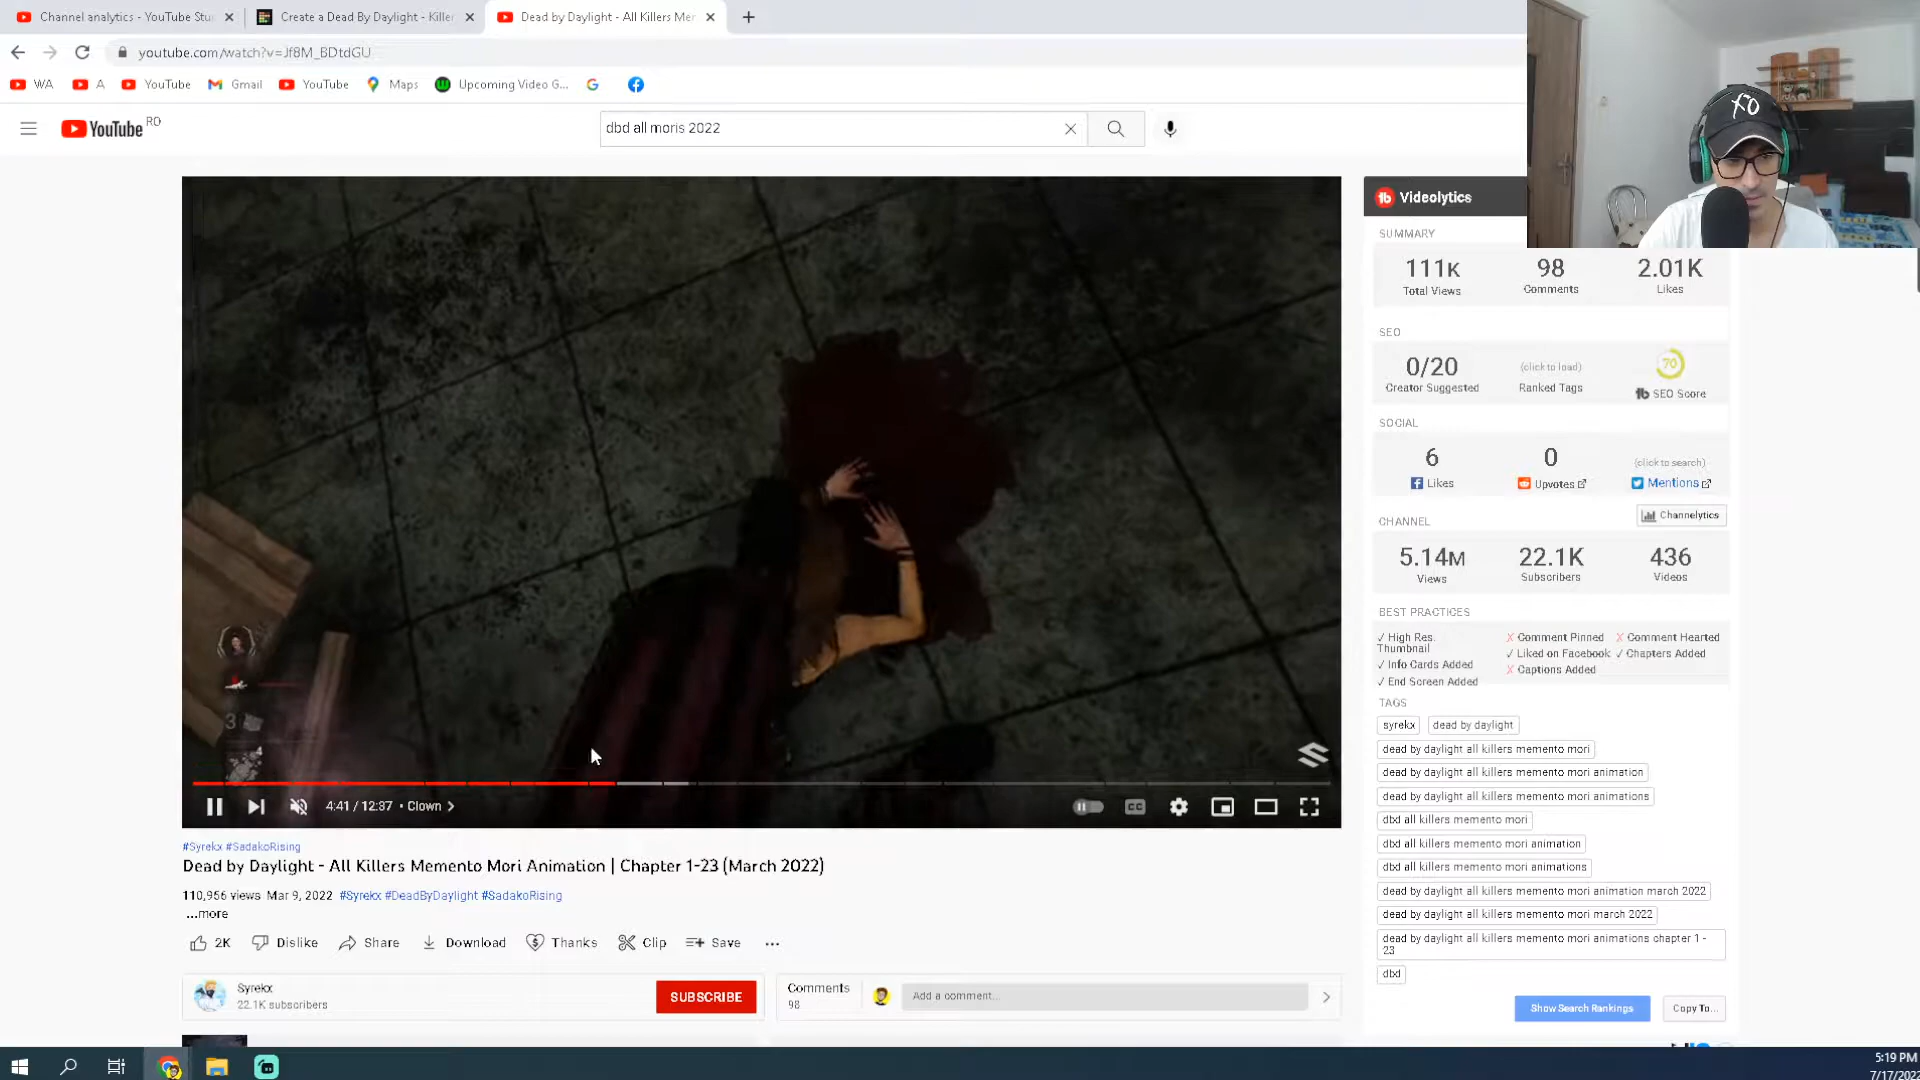 Channel analytics - YouTube Stu
Create a Dead By Daylight - Killer
Dead by Daylight - All Killers Mem
youtube.com/watch?v=Jf8M_BDtdGU
WA
A
YouTube
Gmail
YouTube
Maps
Upcoming Video G...
YouTube RO
dbd all moris 2022
FO
Videolytics
SUMMARY
111K
98
2.01K
Total Views
Comments
Likes
SEO
0/20
(click to load)
70
Creator Suggested
Ranked Tags
SEO Score
SOCIAL
6
0
(click to search)
Likes
Upvotes
Mentions
CHANNEL
Channelytics
5.14M
22.1K
436
Views
Subscribers
Videos
BEST PRACTICES
✓ High Res. Thumbnail
X Comment Pinned
X Comment Hearted
✓ Liked on Facebook
✓ Chapters Added
✓ Info Cards Added
X Captions Added
✓ End Screen Added
TAGS
syrekx
dead by daylight
dead by daylight all killers memento mori
dead by daylight all killers memento mori animation
dead by daylight all killers memento mori animations
dbd all killers memento mori
dbd all killers memento mori animation
dbd all killers memento mori animations
dead by daylight all killers memento mori animation march 2022
dead by daylight all killers memento mori march 2022
dead by daylight all killers memento mori animations chapter 1 -
23
dbd
Show Search Rankings
Copy To...
3
4
4:41 / 12:37 • Clown
CC
#Syrekx #SadakoRising
Dead by Daylight - All Killers Memento Mori Animation | Chapter 1-23 (March 2022)
110,956 views Mar 9, 2022 #Syrekx #DeadByDaylight #SadakoRising
...more
2K
Dislike
Share
Download
Thanks
Clip
Save
Syrekx
22.1K subscribers
SUBSCRIBE
Comments
98
Add a comment...
5:19 PM
7/17/2022